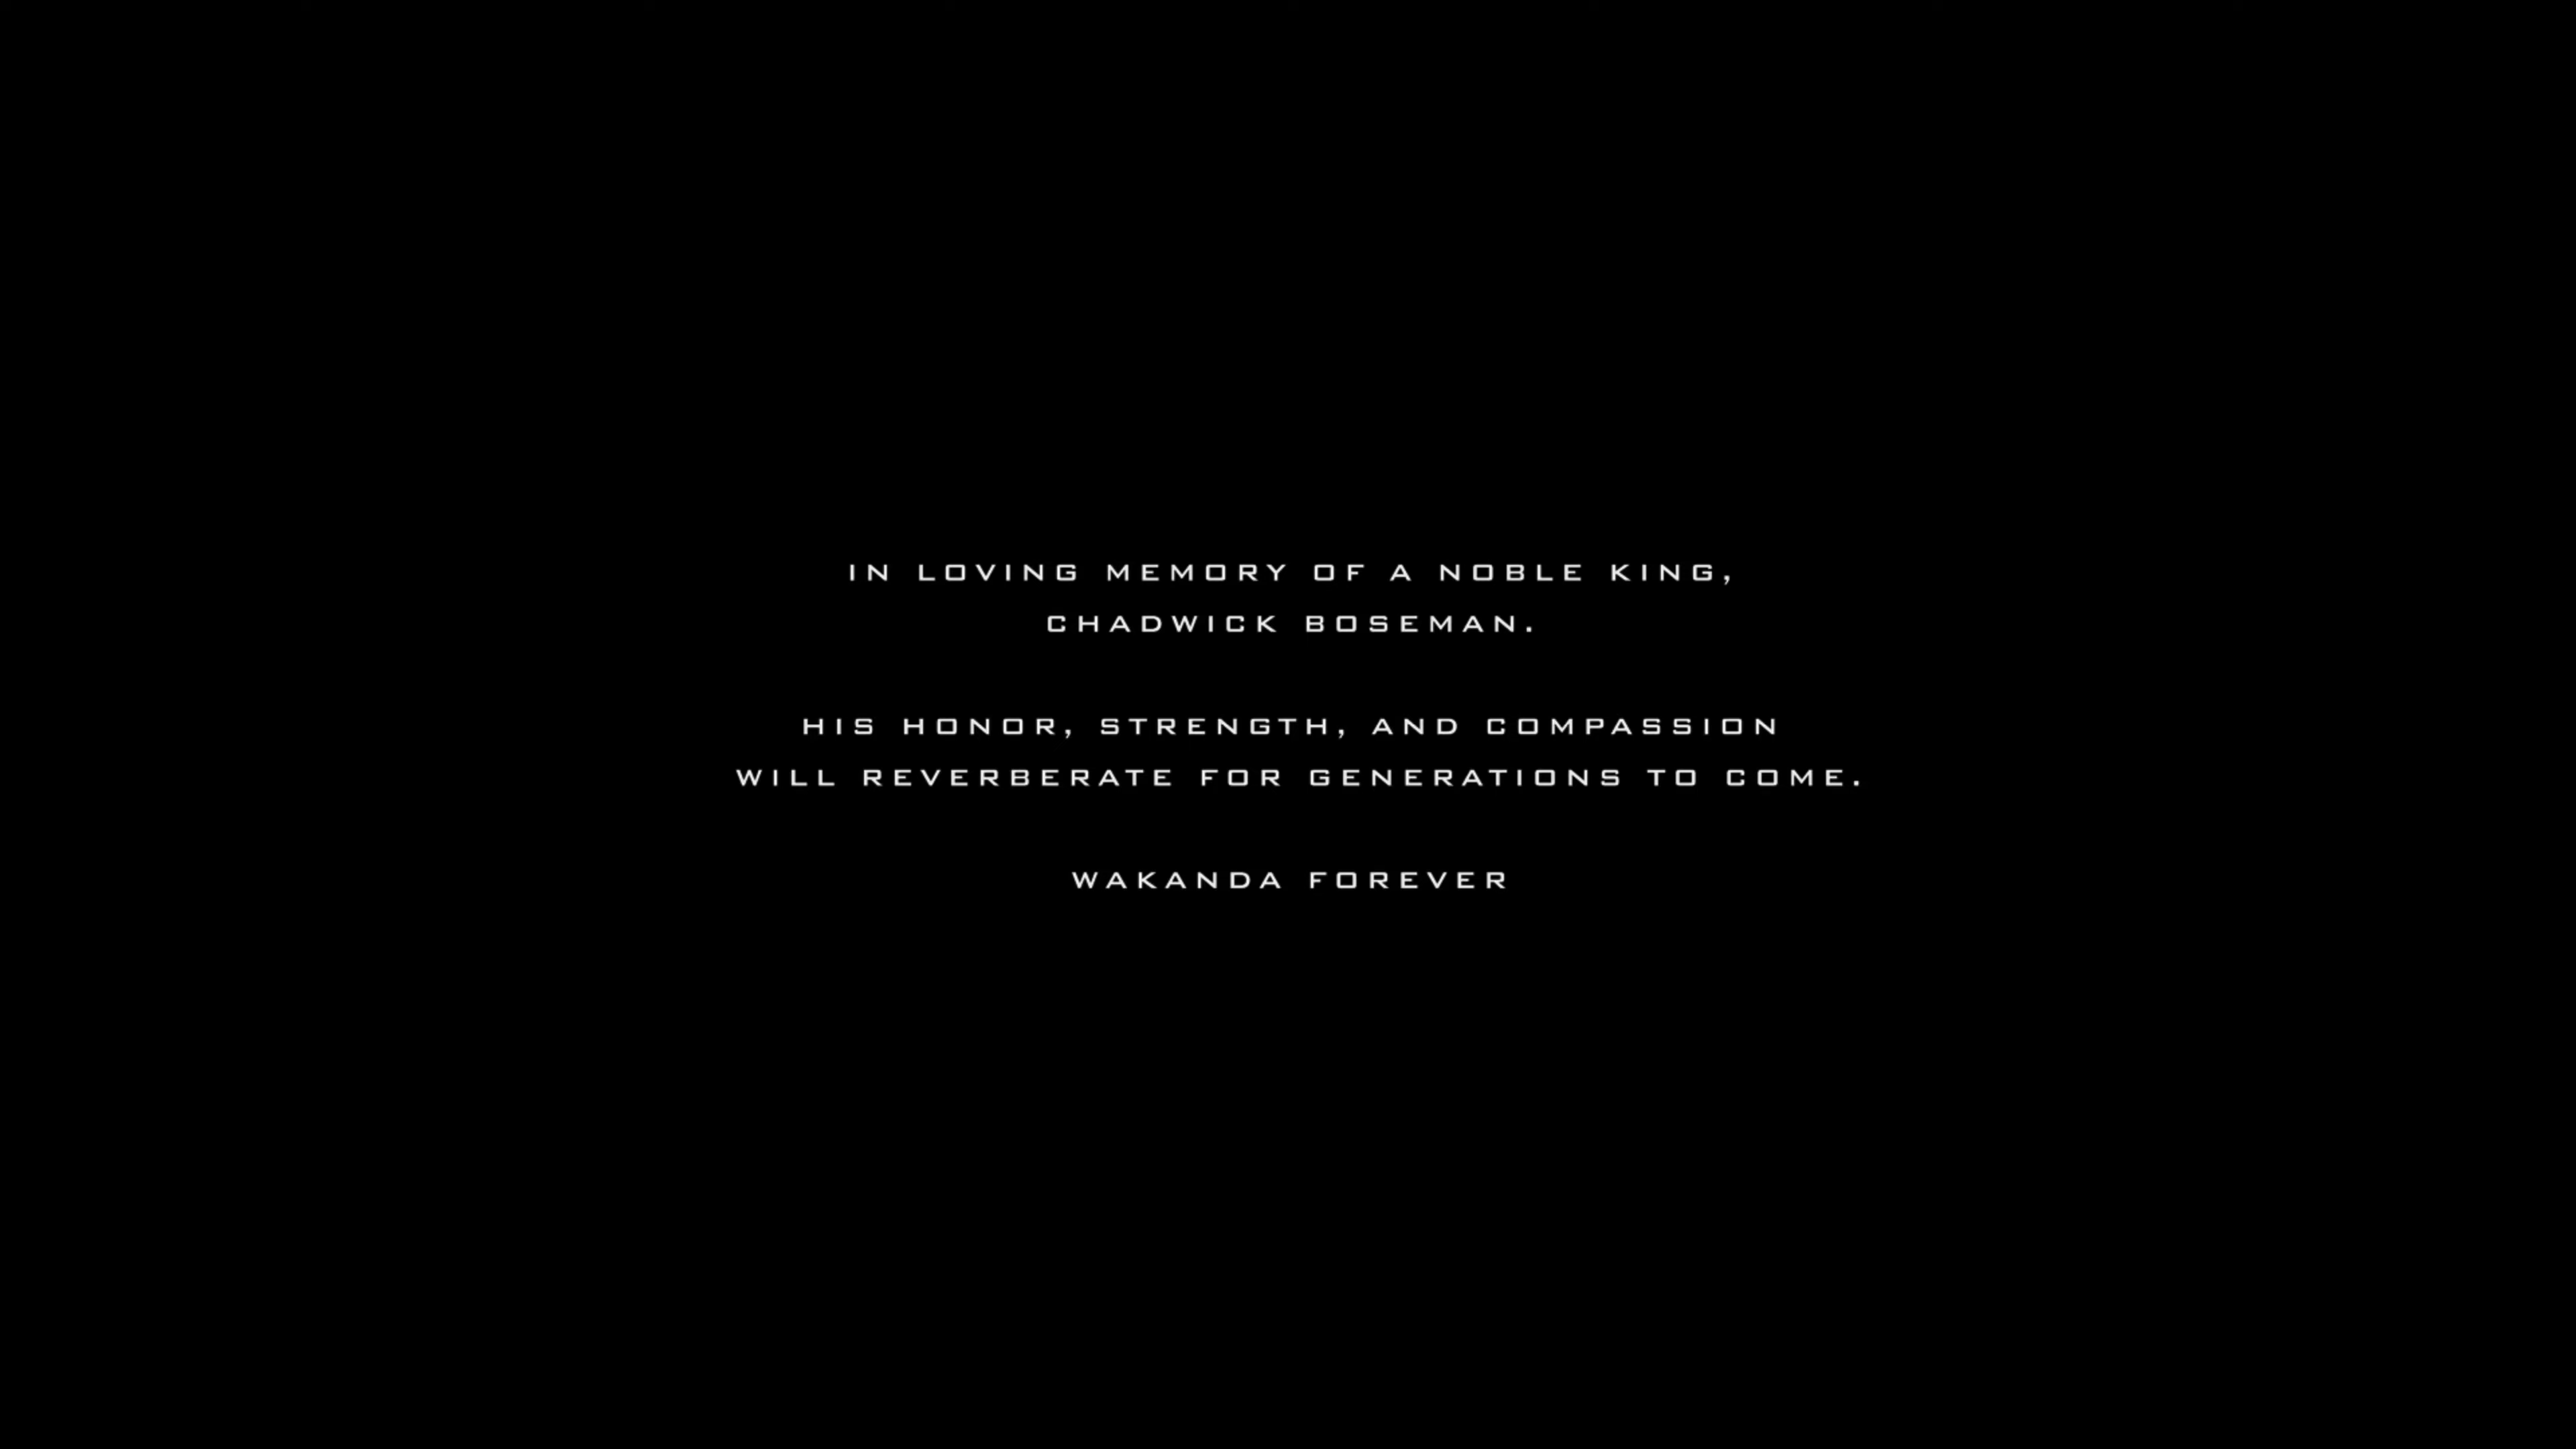 IN LOVING MEMORY OF A NOBLE KING,
CHADWICK BOSEMAN.
HIS HONOR, STRENGTH, AND COMPASSION
WILL REVERBERATE FOR GENERATIONS TO COME.
WAKANDA FOREVER